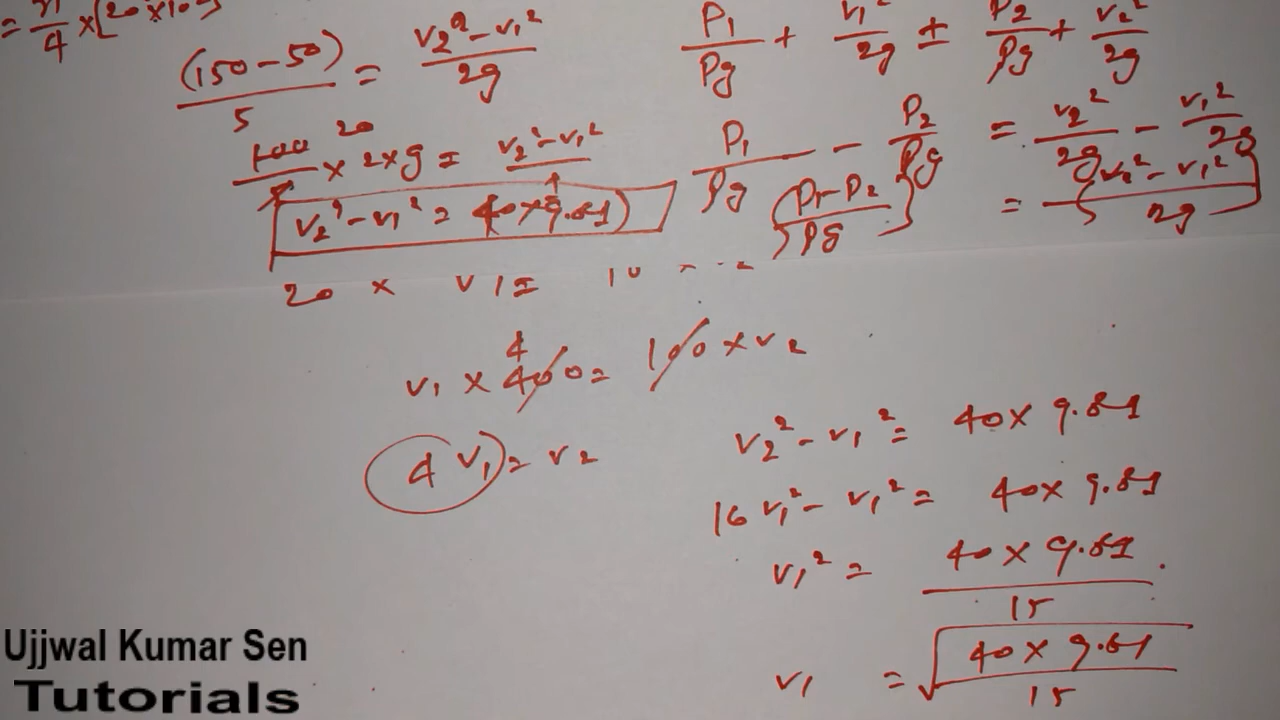 (150-50)/5 = v₂²-v₁²/2g
P₁/ρg + v₁²/2g ± P₂/ρg + v₂²/2g
100/5 × 2×g = v₂²-v₁²/1
20
P₁/ρg - P₂/ρg = v₂²/2g - v₁²/2g
v₂²-v₁² = 40×9.81)
(P₁-P₂/ρg) = v₂²-v₁²/2g
20 × v1=
v₁ × 400 = 100 × v₂
4
4v₁ = v₂
v₂² - v₁² = 40×9.81
16v₁² - v₁² = 40×9.81
v₁² = 40×9.81/15
v₁ = √40×9.81/15
Ujjwal Kumar Sen
Tutorials